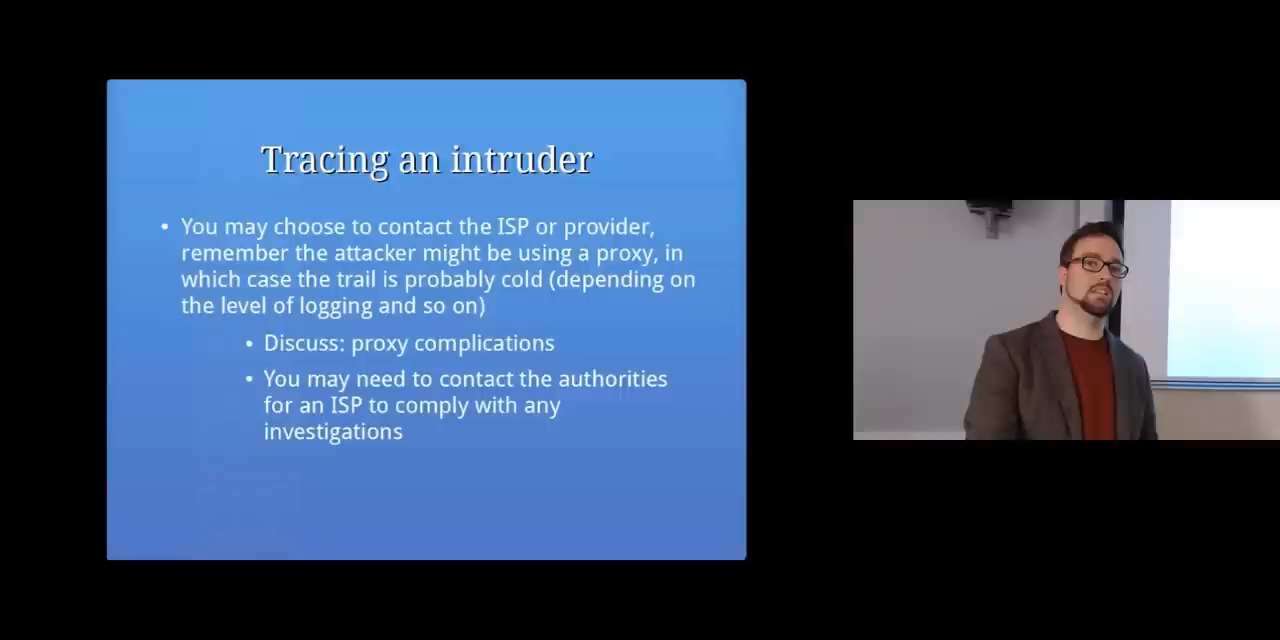 Tracing an intruder
• You may choose to contact the ISP or provider,
remember the attacker might be using a proxy, in
which case the trail is probably cold (depending on
the level of logging and so on)
• Discuss: proxy complications
• You may need to contact the authorities
for an ISP to comply with any
investigations